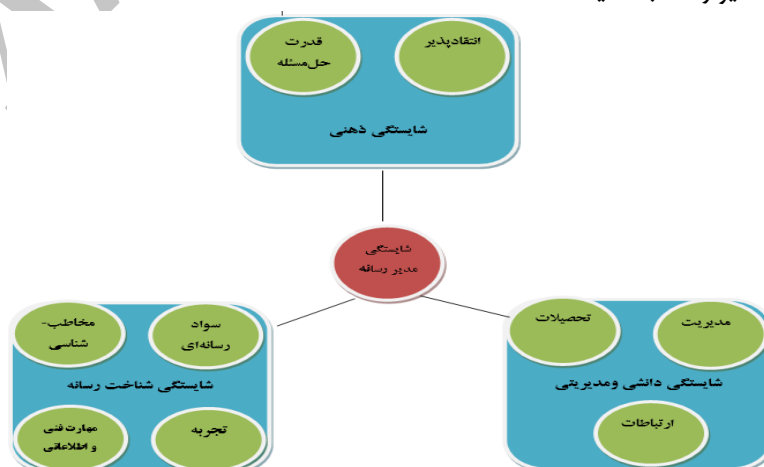 انتقادپذیر
قدرت
حل‌مسئله
شایستگی ذهنی
شایستگی
مدیر رسانه
مدیریت
تحصیلات
شایستگی دانشی ومدیریتی
ارتباطات
سواد
رسانه‌ای
مخاطب-
شناسی
شایستگی شناخت رسانه
تجربه
مهارت فنی
و اطلاعاتی